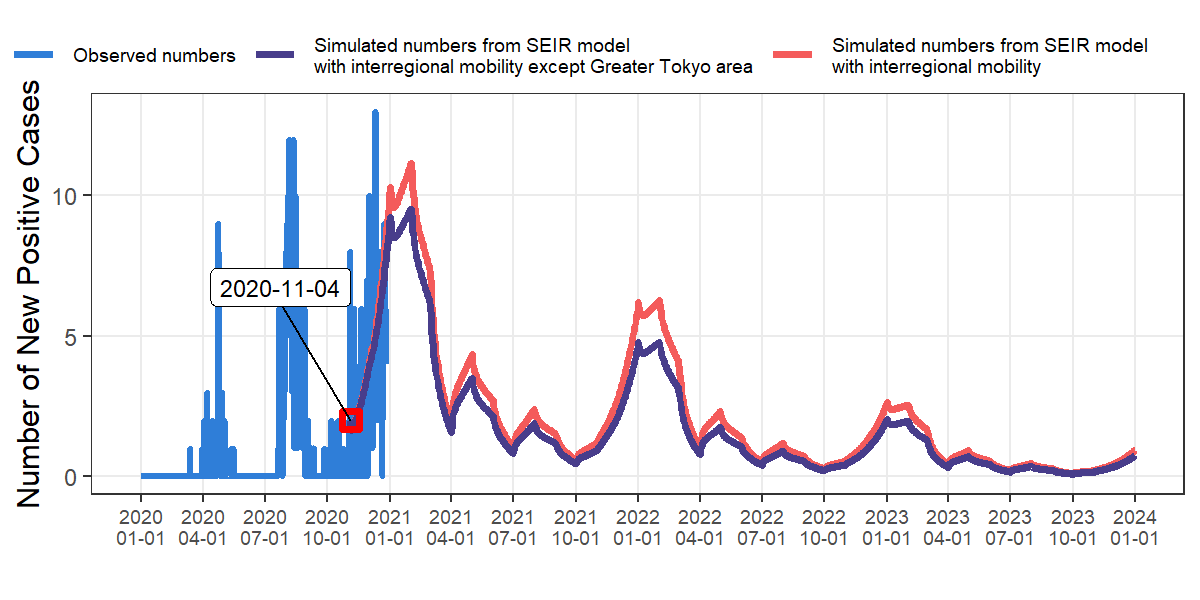 Observed numbers
Simulated numbers from SEIR model
with interregional mobility except Greater Tokyo area
Simulated numbers from SEIR model
with interregional mobility
Number of New Positive Cases
10
5
0
2020-11-04
2020 2020 2020 2020 2021 2021 2021 2021 2022 2022 2022 2022 2023 2023 2023 2023 2024
01-01 04-01 07-01 10-01 01-01 04-01 07-01 10-01 01-01 04-01 07-01 10-01 01-01 04-01 07-01 10-01 01-01